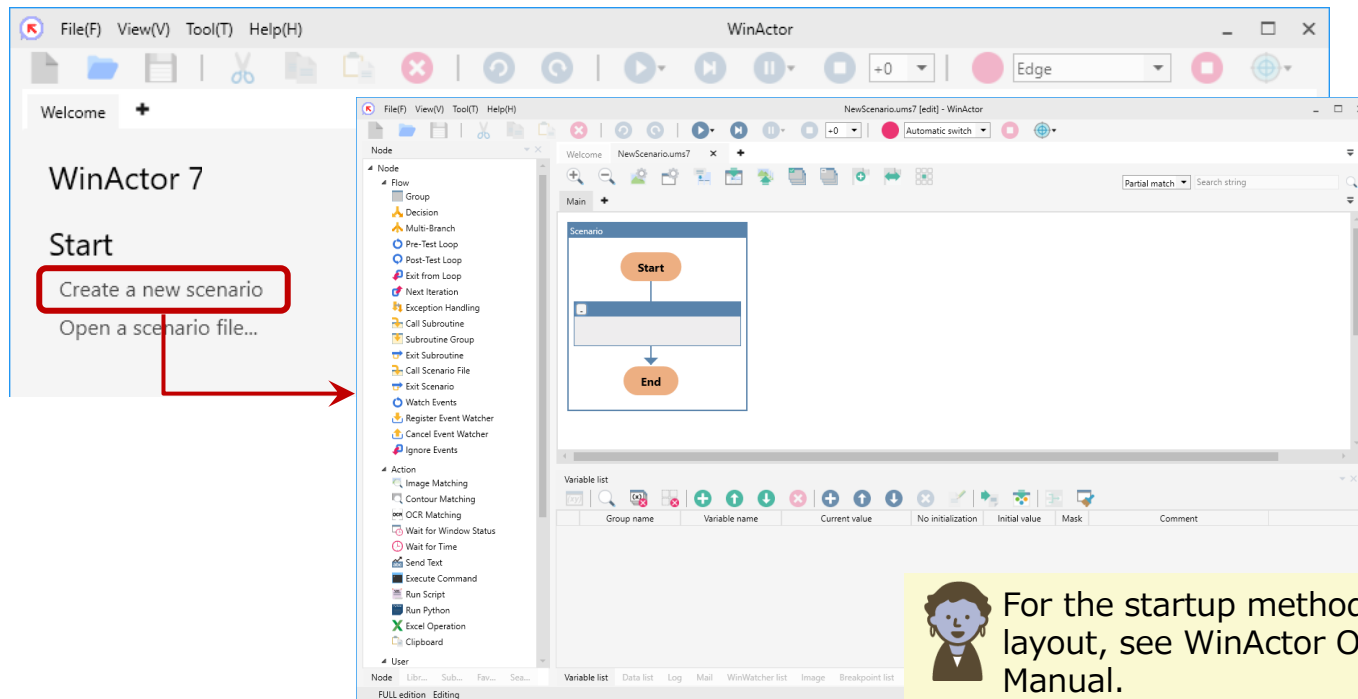 File(F) View(V) Tool(T) Help(H)
WinActor
+0
Edge
Welcome
WinActor 7
Start
Create a new scenario
Open a scenario file...
File(F) View(V) Tool(T) Help(H)
NewScenario.ums7 [edit] - WinActor
+0
Automatic switch
Node
Node
Flow
Group
Decision
Multi-Branch
Pre-Test Loop
Post-Test Loop
Exit from Loop
Next Iteration
Exception Handling
Call Subroutine
Subroutine Group
Exit Subroutine
Call Scenario File
Exit Scenario
Watch Events
Register Event Watcher
Cancel Event Watcher
Ignore Events
Action
Image Matching
Contour Matching
OCR Matching
Wait for Window Status
Wait for Time
Send Text
Execute Command
Run Script
Run Python
Excel Operation
Clipboard
User
Node Libr... Sub... Fav... Sea...
FULL edition Editing
Welcome NewScenario.ums7
Partial match Search string
Main
Scenario
Start
End
Variable list
Group name Variable name Current value No initialization Initial value Mask Comment
Variable list Data list Log Mail WinWatcher list Image Breakpoint list
For the startup method
layout, see WinActor O
Manual.